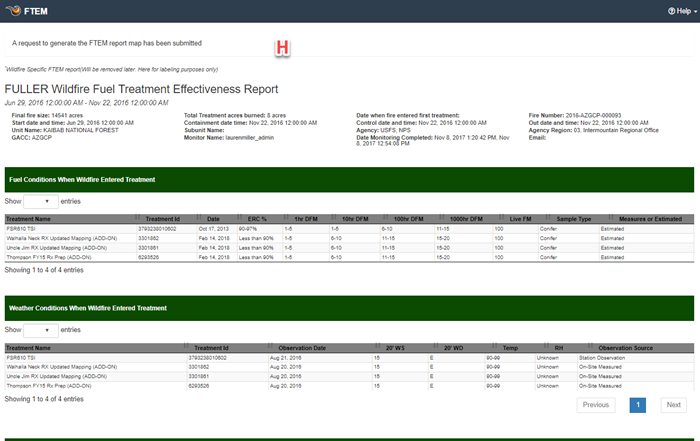 FTEM
Help
A request to generate the FTEM report map has been submitted
H
*Wildfire Specific FTEM report(Will be removed later. Here for labeling purposes only)
FULLER Wildfire Fuel Treatment Effectiveness Report
Jun 29, 2016 12:00:00 AM - Nov 22, 2016 12:00:00 AM
Final fire size: 14541 acres
Start date and time: Jun 29, 2016 12:00:00 AM
Unit Name: KAIBAB NATIONAL FOREST
GACC: AZGCP
Total Treatment acres burned: 8 acres
Containment date time: Nov 22, 2016 12:00:00 AM
Subunit Name:
Monitor Name: laurenmiller_admin
Date when fire entered first treatment:
Control date and time: Nov 22, 2016 12:00:00 AM
Agency: USFS, NPS
Date Monitoring Completed: Nov 8, 2017 1:20:42 PM, Nov
8, 2017 12:54:08 PM
Fire Number: 2016-AZGCP-000093
Out date and time: Nov 22, 2016 12:00:00 AM
Agency Region: 03, Intermountain Regional Office
Email:
Fuel Conditions When Wildfire Entered Treatment
Show entries
Treatment Name Treatment Id Date ERC % 1hr DFM 10hr DFM 100hr DFM 1000hr DFM Live FM Sample Type Measures or Estimated
FSR610 TSI 3793238010602 Oct 17, 2013 90-97% 1-5 1-5 6-10 11-15 100 Conifer Estimated
Walhalla Neck RX Updated Mapping (ADD-ON) 3301862 Feb 14, 2018 Less than 90% 1-5 6-10 11-15 15-20 100 Conifer Estimated
Uncle Jim RX Updated Mapping (ADD-ON) 3301861 Feb 14, 2018 Less than 90% 1-5 6-10 11-15 15-20 100 Conifer Estimated
Thompson FY15 Rx Prep (ADD-ON) 6293526 Feb 14, 2018 Less than 90% 1-5 6-10 11-15 15-20 100 Conifer Estimated
Showing 1 to 4 of 4 entries
Weather Conditions When Wildfire Entered Treatment
Show entries
Treatment Name Treatment Id Observation Date 20' WS 20' WD Temp RH Observation Source
FSR610 TSI 3793238010602 Aug 21, 2016 15 E 90-99 Unknown Station Observation
Walhalla Neck RX Updated Mapping (ADD-ON) 3301862 Aug 20, 2016 15 E 90-99 Unknown On-Site Measured
Uncle Jim RX Updated Mapping (ADD-ON) 3301861 Aug 20, 2016 15 E 90-99 Unknown On-Site Measured
Thompson FY15 Rx Prep (ADD-ON) 6293526 Aug 20, 2016 15 E 90-99 Unknown On-Site Measured
Showing 1 to 4 of 4 entries
Previous 1 Next